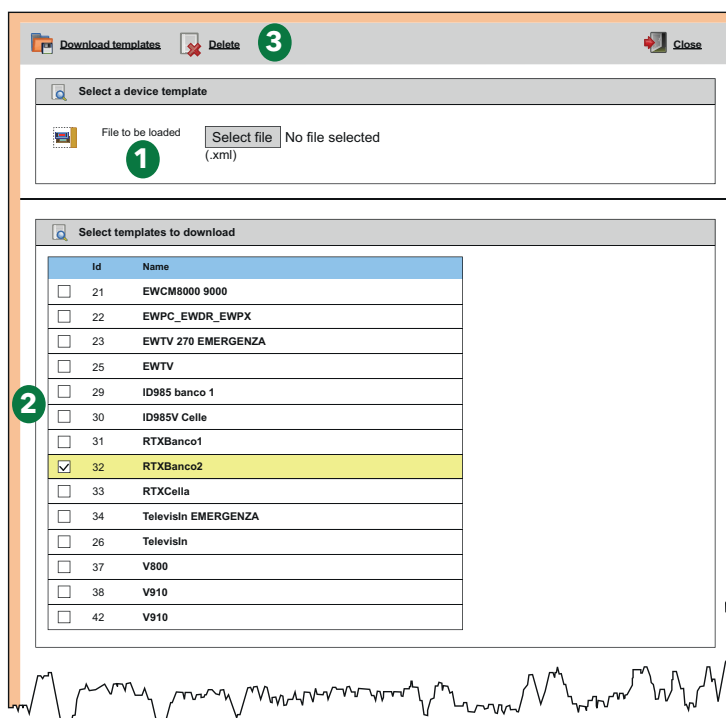 Download templates Delete 3 Close
Select a device template
File to be loaded Select file No file selected
1 (.xml)
Select templates to download
Id Name
21 EWCM8000 9000
22 EWPC_EWDR_EWPX
23 EWTV 270 EMERGENZA
25 EWTV
29 ID985 banco 1
2
30 ID985V Celle
31 RTXBanco1
32 RTXBanco2
33 RTXCella
34 TelevisIn EMERGENZA
26 TelevisIn
37 V800
38 V910
42 V910